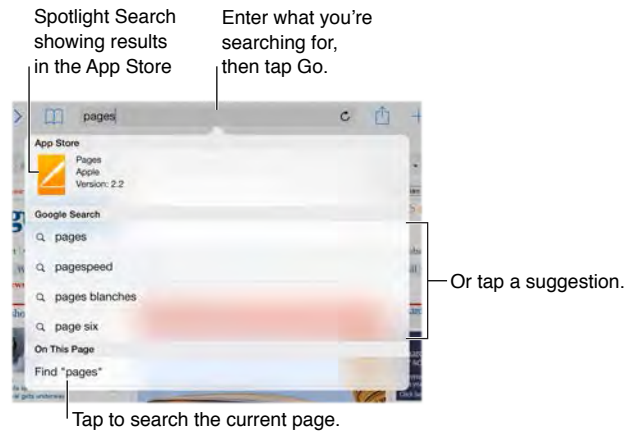 Spotlight Search
showing results
in the App Store
Enter what you're
searching for,
then tap Go.
pages
App Store
Pages
Apple
Version: 2.2
Google Search
pages
pagespeed
pages blanches
page six
Or tap a suggestion.
On This Page
Find "pages"
Tap to search the current page.